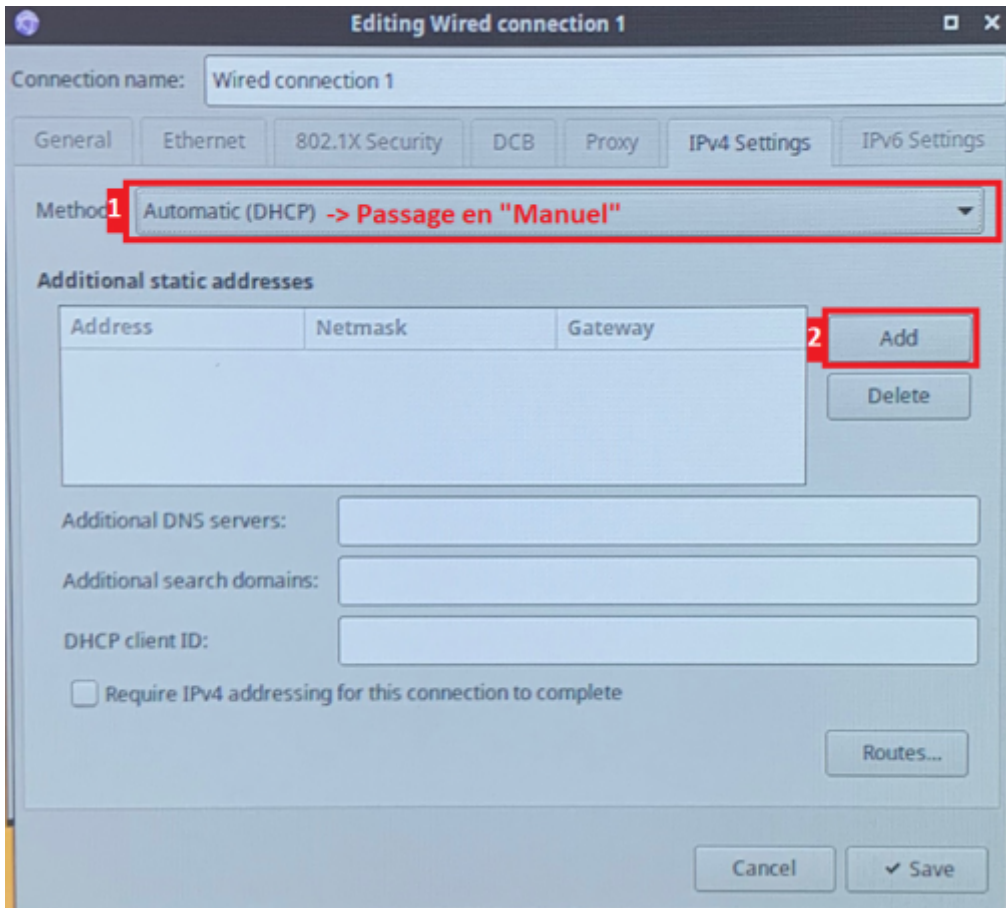 Editing Wired connection 1
Connection name: Wired connection 1
General Ethernet 802.1X Security DCB Proxy IPv4 Settings IPv6 Settings
Method 1 Automatic (DHCP) -> Passage en "Manuel"
Additional static addresses
Address Netmask Gateway 2 Add
Delete
Additional DNS servers:
Additional search domains:
DHCP client ID:
Require IPv4 addressing for this connection to complete
Routes...
Cancel Save